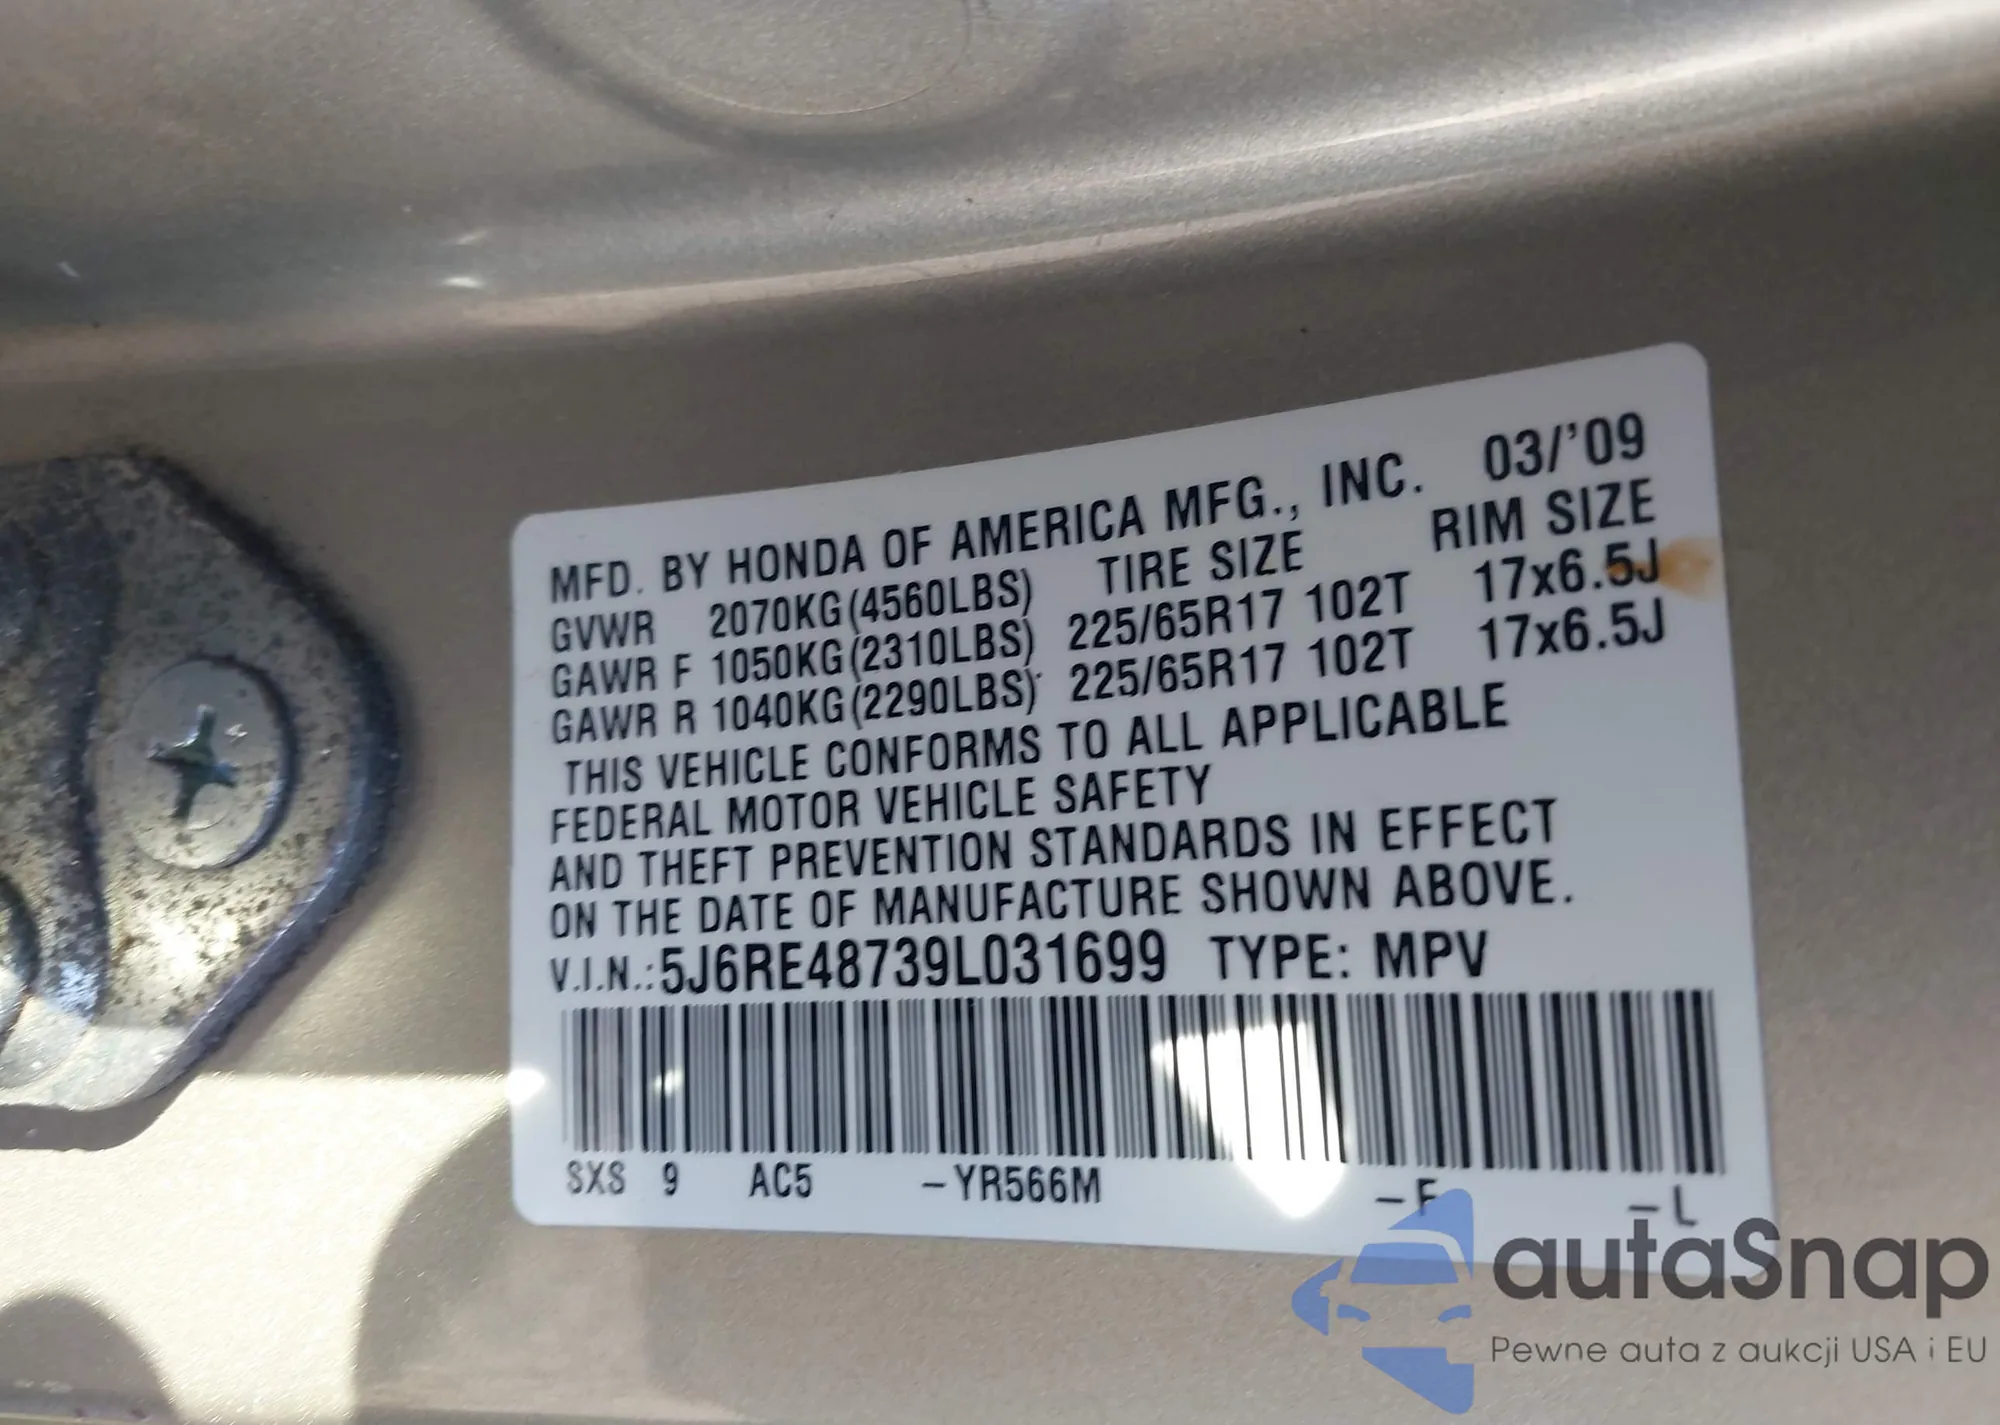 MFD. BY HONDA OF AMERICA MFG., INC. 03/'09
GVWR 2070KG(4560LBS) TIRE SIZE RIM SIZE
GAWR F 1050KG(2310LBS) 225/65R17 102T 17x6.5J
GAWR R 1040KG(2290LBS) 225/65R17 102T 17x6.5J
THIS VEHICLE CONFORMS TO ALL APPLICABLE
FEDERAL MOTOR VEHICLE SAFETY
AND THEFT PREVENTION STANDARDS IN EFFECT
ON THE DATE OF MANUFACTURE SHOWN ABOVE.
V.I.N.:5J6RE48739L031699 TYPE: MPV
SXS 9 AC5 -YR566M -F -L
autaSnap
Pewne auta z aukcji USA i EU